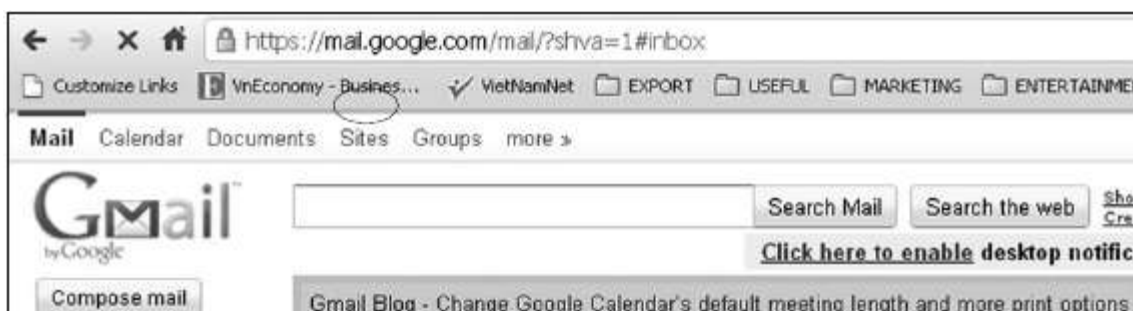 https://mail.google.com/mail/?shva=1#inbox
Customize Links VnEconomy - Busines... VietNamNet EXPORT USEFUL MARKETING ENTERTAINME
Mail Calendar Documents Sites Groups more »
Gmail
by Google
Search Mail Search the web Sho
Cre
Click here to enable desktop notific
Compose mail
Gmail Blog - Change Google Calendar's default meeting length and more print options